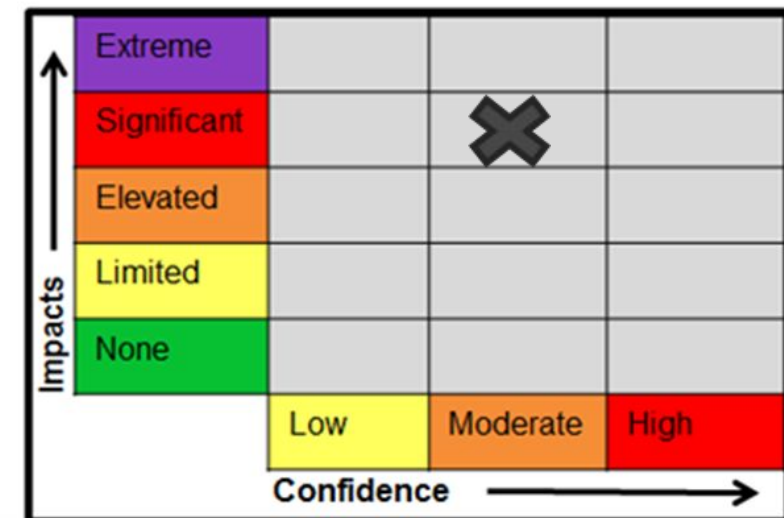 Extreme
Significant
Elevated
Limited
None
Impacts
Low Moderate High
Confidence